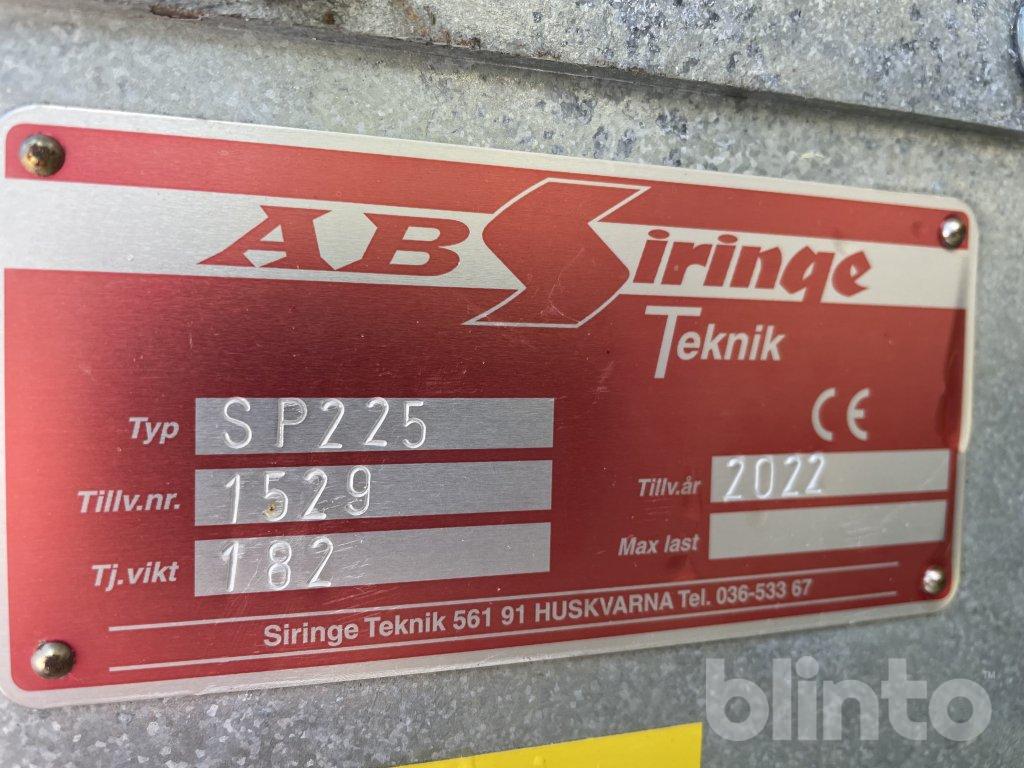 AB Siringe
Teknik
Typ SP225
Tillv.nr. 1529
Tj.vikt 182
CE
Tillv.år 2022
Max last
Siringe Teknik 561 91 HUSKVARNA Tel. 036-533 67
blinto™